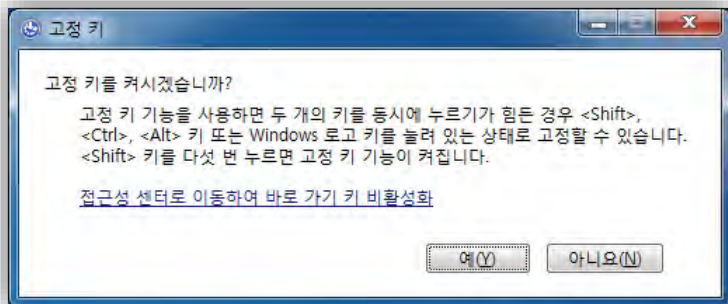 고정 키
고정 키를 켜시겠습니까?
고정 키 기능을 사용하면 두 개의 키를 동시에 누르기가 힘든 경우 <Shift>,
<Ctrl>, <Alt> 키 또는 Windows 로고 키를 눌려 있는 상태로 고정할 수 있습니다.
<Shift> 키를 다섯 번 누르면 고정 키 기능이 켜집니다.
접근성 센터로 이동하여 바로 가기 키 비활성화
예(Y) 아니요(N)